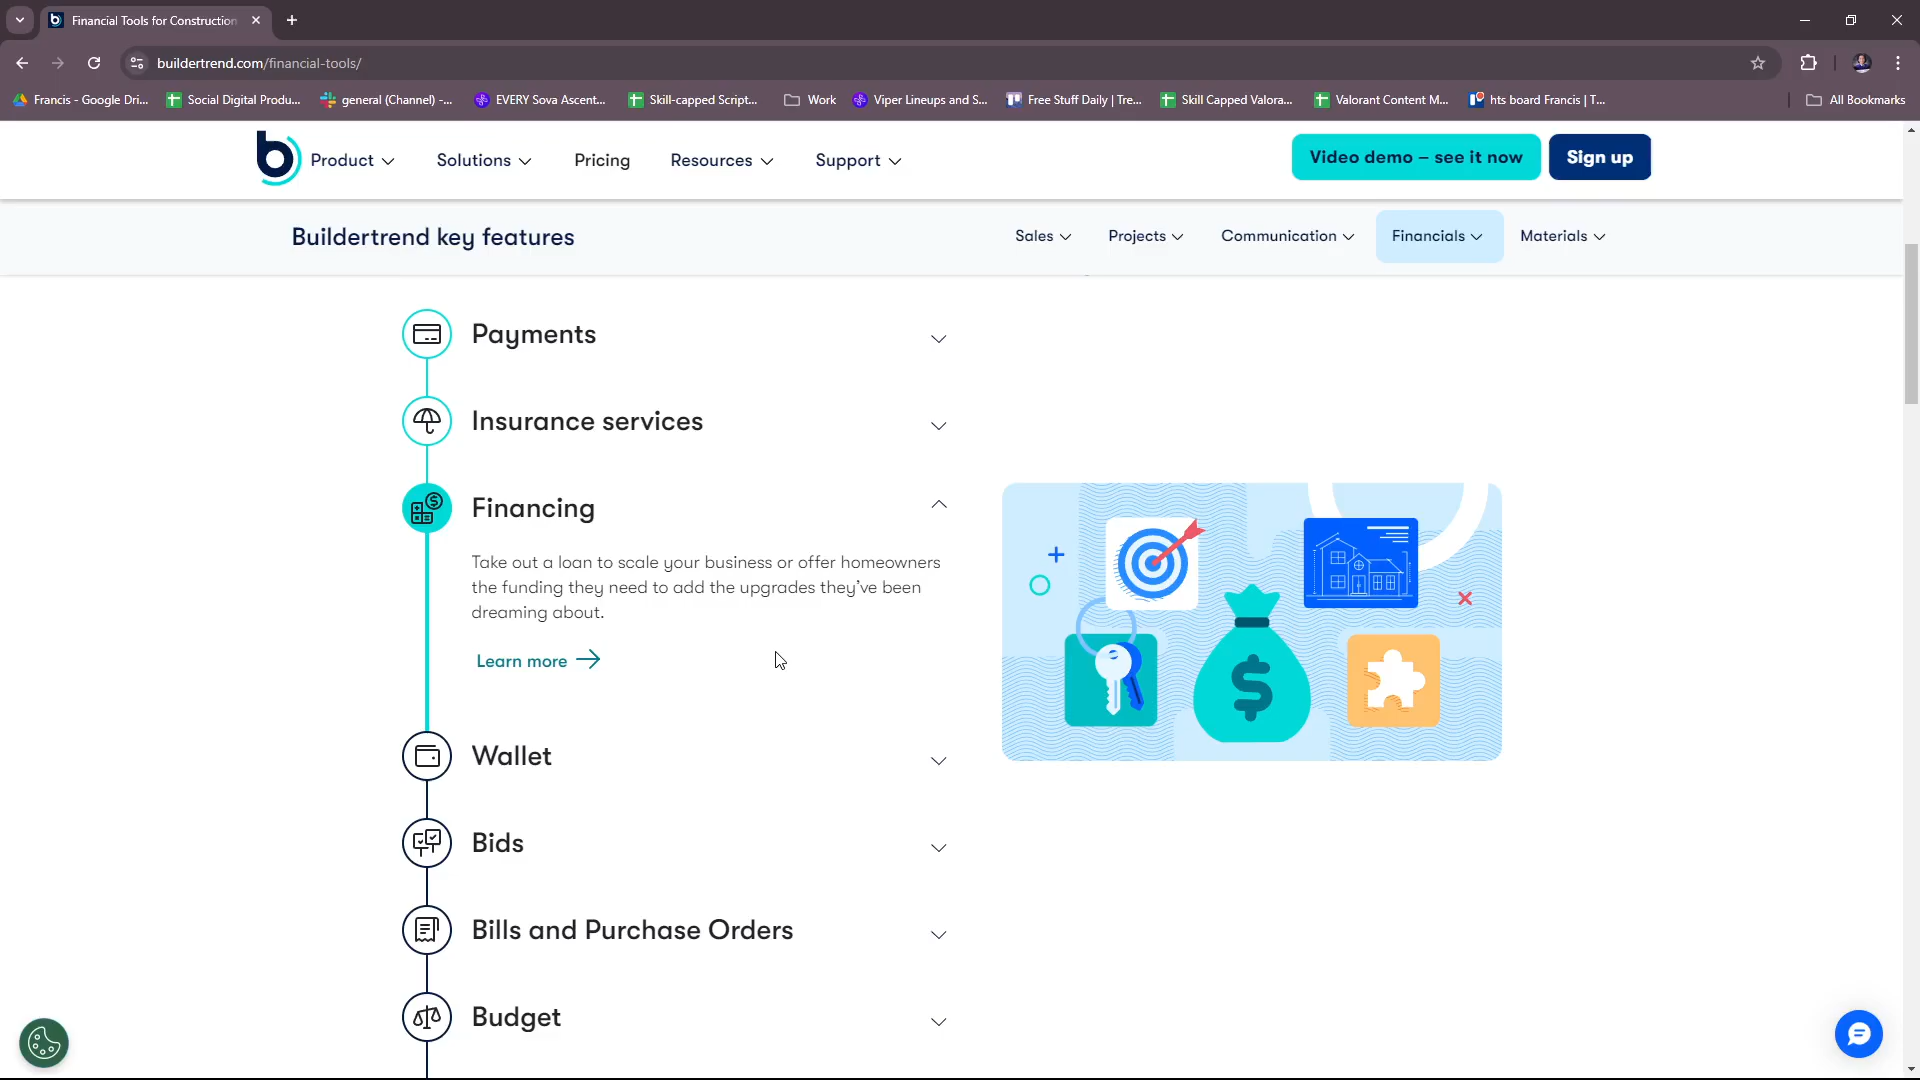 Financial Tools for Construction
buildertrend.com/financial-tools/
Francis - Google Dri...
Social Digital Produ...
general (Channel) -...
EVERY Sova Ascent...
Skill-capped Script...
Work
Viper Lineups and S...
Free Stuff Daily | Tre...
Skill Capped Valora...
Valorant Content M...
hts board Francis | T...
All Bookmarks
b
Product
Solutions
Pricing
Resources
Support
Video demo – see it now
Sign up
Buildertrend key features
Sales
Projects
Communication
Financials
Materials
Payments
Insurance services
Financing
Take out a loan to scale your business or offer homeowners
the funding they need to add the upgrades they’ve been
dreaming about.
Learn more
$
Wallet
Bids
Bills and Purchase Orders
Budget